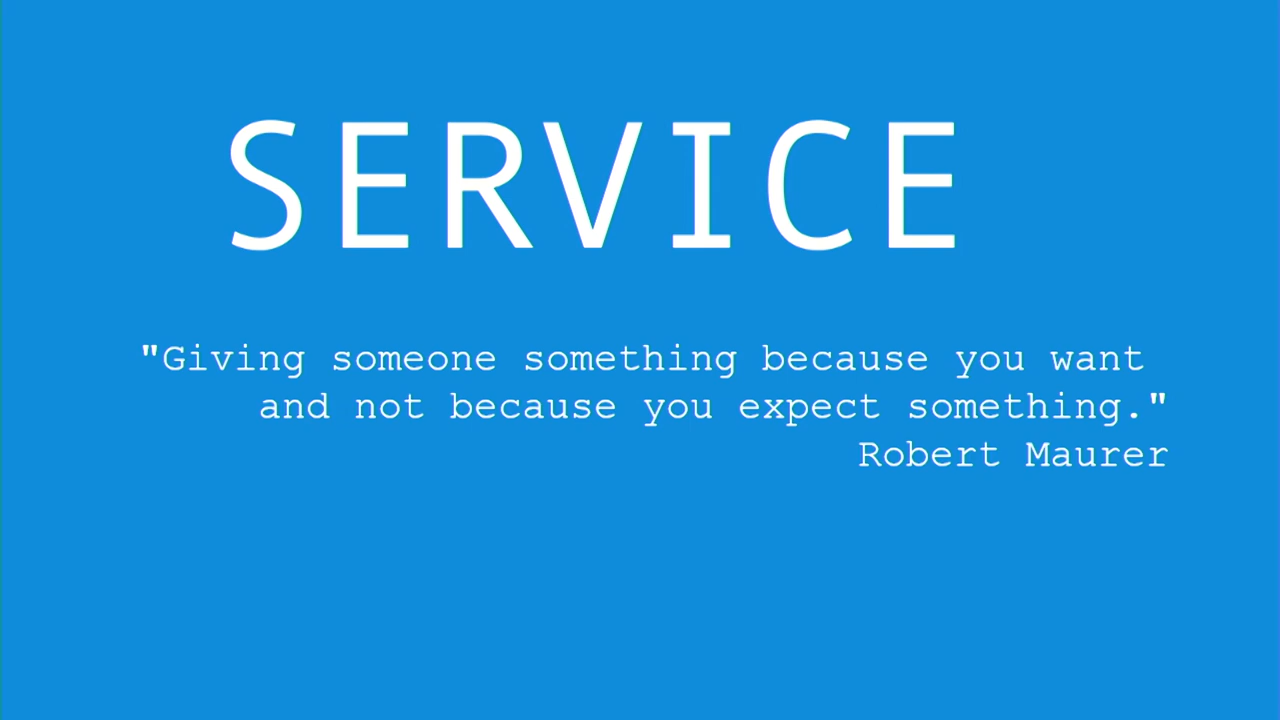 SERVICE
"Giving someone something because you want
and not because you expect something."
Robert Maurer